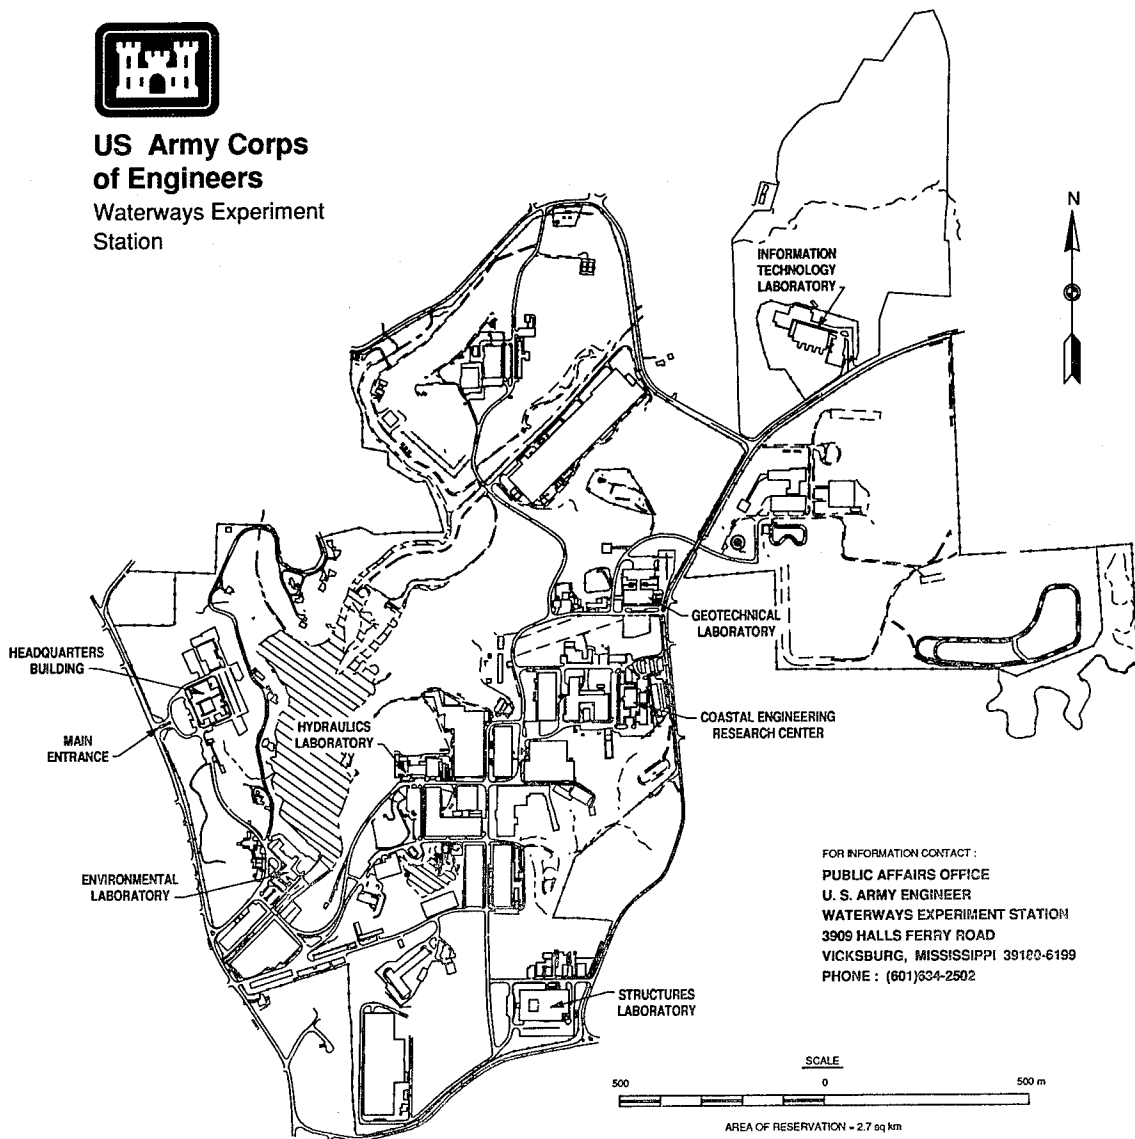 US Army Corps
of Engineers
Waterways Experiment
Station
N
INFORMATION
TECHNOLOGY
LABORATORY
GEOTECHNICAL
LABORATORY
HEADQUARTERS
BUILDING
MAIN
ENTRANCE
HYDRAULICS
LABORATORY
COASTAL ENGINEERING
RESEARCH CENTER
ENVIRONMENTAL
LABORATORY
STRUCTURES
LABORATORY
FOR INFORMATION CONTACT :
PUBLIC AFFAIRS OFFICE
U. S. ARMY ENGINEER
WATERWAYS EXPERIMENT STATION
3909 HALLS FERRY ROAD
VICKSBURG, MISSISSIPPI 39180-6199
PHONE : (601)634-2502
SCALE
500 0 500 m
AREA OF RESERVATION = 2.7 sq km